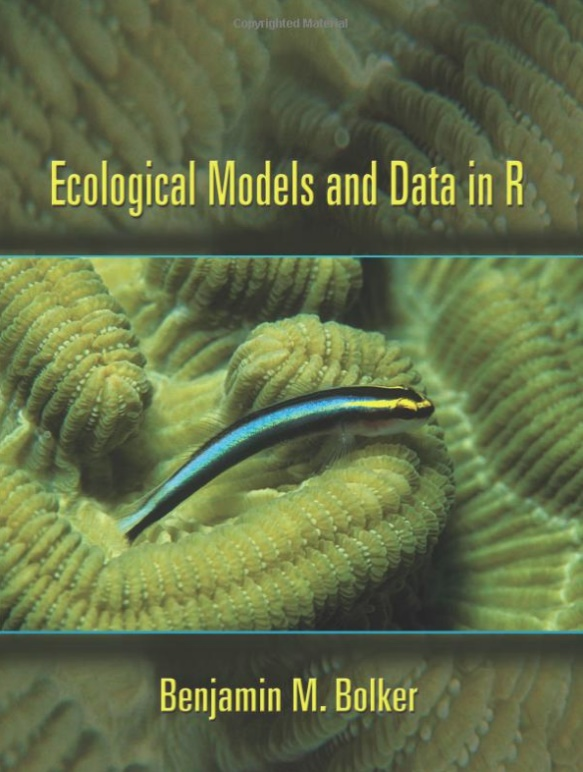 Copyrighted Material
Ecological Models and Data in R
Benjamin M. Bolker